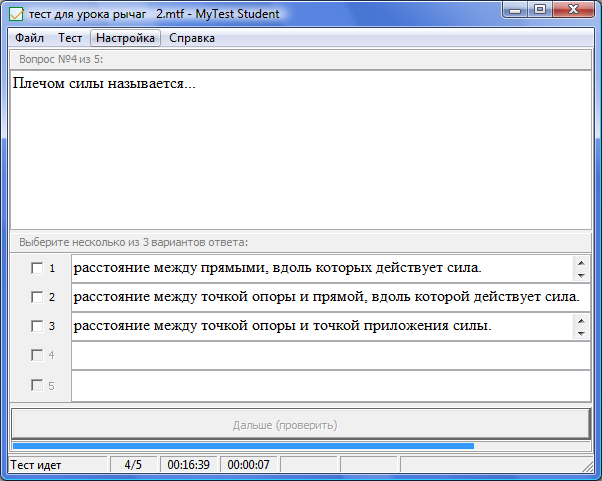 тест для урока рычаг 2.mtf - MyTest Student
Файл Тест Настройка Справка
Вопрос №4 из 5:
Плечом силы называется...
Выберите несколько из 3 вариантов ответа:
1 расстояние между прямыми, вдоль которых действует сила.
2 расстояние между точкой опоры и прямой, вдоль которой действует сила.
3 расстояние между точкой опоры и точкой приложения силы.
4
5
Дальше (проверить)
Тест идет 4/5 00:16:39 00:00:07